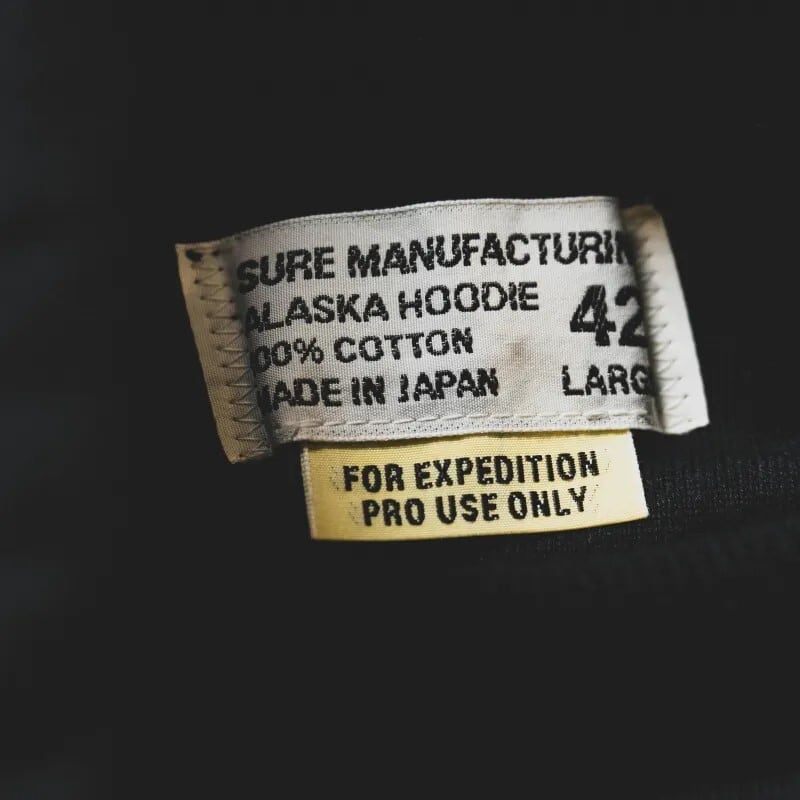 SURE MANUFACTURIN
ALASKA HOODIE 42
00% COTTON
MADE IN JAPAN LARG
FOR EXPEDITION
PRO USE ONLY